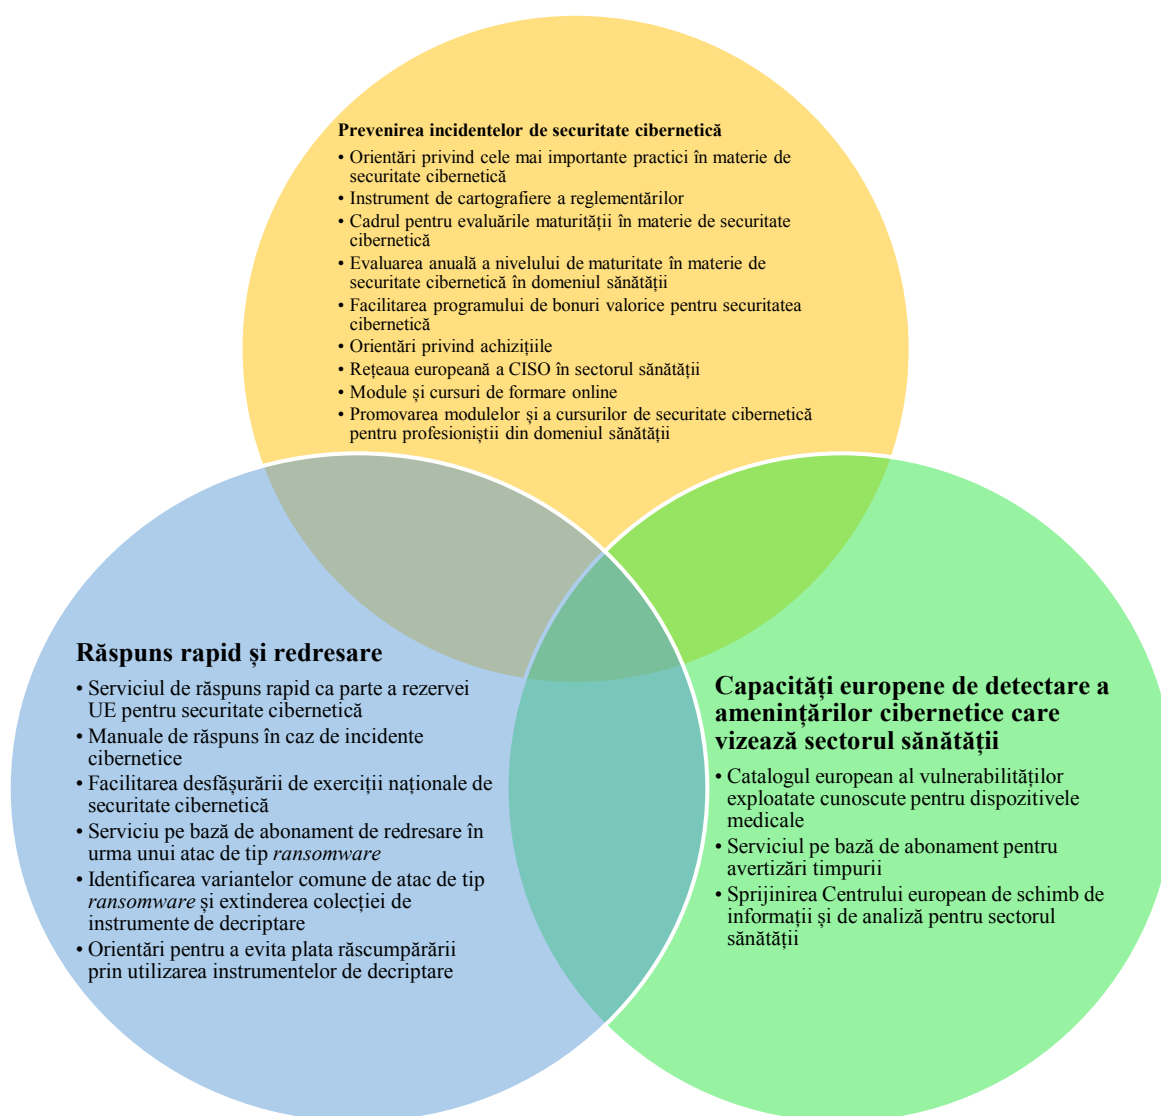 Prevenirea incidentelor de securitate cibernetică
• Orientări privind cele mai importante practici în materie de
securitate cibernetică
• Instrument de cartografiere a reglementărilor
• Cadrul pentru evaluările maturității în materie de securitate
cibernetică
• Evaluarea anuală a nivelului de maturitate în materie de
securitate cibernetică în domeniul sănătății
• Facilitarea programului de bonuri valorice pentru securitatea
cibernetică
• Orientări privind achizițiile
• Rețeaua europeană a CISO în sectorul sănătății
• Module și cursuri de formare online
• Promovarea modulelor și a cursurilor de securitate cibernetică
pentru profesioniștii din domeniul sănătății
Răspuns rapid și redresare
• Serviciul de răspuns rapid ca parte a rezervei
UE pentru securitate cibernetică
• Manuale de răspuns în caz de incidente
cibernetice
• Facilitarea desfășurării de exerciții naționale de
securitate cibernetică
• Serviciu pe bază de abonament de redresare în
urma unui atac de tip ransomware
• Identificarea variantelor comune de atac de tip
ransomware și extinderea colecției de
instrumente de decriptare
• Orientări pentru a evita plata răscumpărării
prin utilizarea instrumentelor de decriptare
Capacități europene de detectare a
amenințărilor cibernetice care
vizează sectorul sănătății
• Catalogul european al vulnerabilităților
exploatate cunoscute pentru dispozitivele
medicale
• Serviciul pe bază de abonament pentru
avertizări timpurii
• Sprijinirea Centrului european de schimb de
informații și de analiză pentru sectorul
sănătății